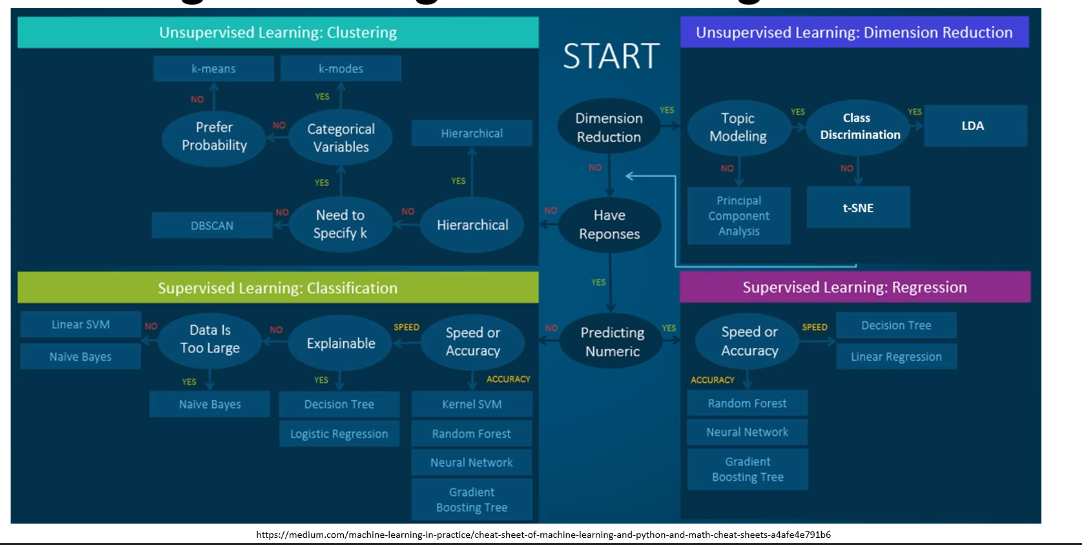 Unsupervised Learning: Clustering
START
Unsupervised Learning: Dimension Reduction
k-means
k-modes
NO
YES
Prefer
Probability
NO
Categorical
Variables
Hierarchical
YES
YES
DBSCAN
NO
Need to
Specify k
NO
Hierarchical
NO
Dimension
Reduction
YES
NO
Have
Reponses
YES
Topic
Modeling
YES
Class
Discrimination
YES
LDA
NO
NO
Principal
Component
Analysis
t-SNE
Supervised Learning: Classification
Linear SVM
Naïve Bayes
NO
Data Is
Too Large
NO
Explainable
SPEED
Speed or
Accuracy
NO
Predicting
Numeric
YES
YES
YES
ACCURACY
Naïve Bayes
Decision Tree
Logistic Regression
Kernel SVM
Random Forest
Neural Network
Gradient
Boosting Tree
Supervised Learning: Regression
Speed or
Accuracy
SPEED
Decision Tree
Linear Regression
ACCURACY
Random Forest
Neural Network
Gradient
Boosting Tree
https://medium.com/machine-learning-in-practice/cheat-sheet-of-machine-learning-and-python-and-math-cheat-sheets-a4afe4e791b6